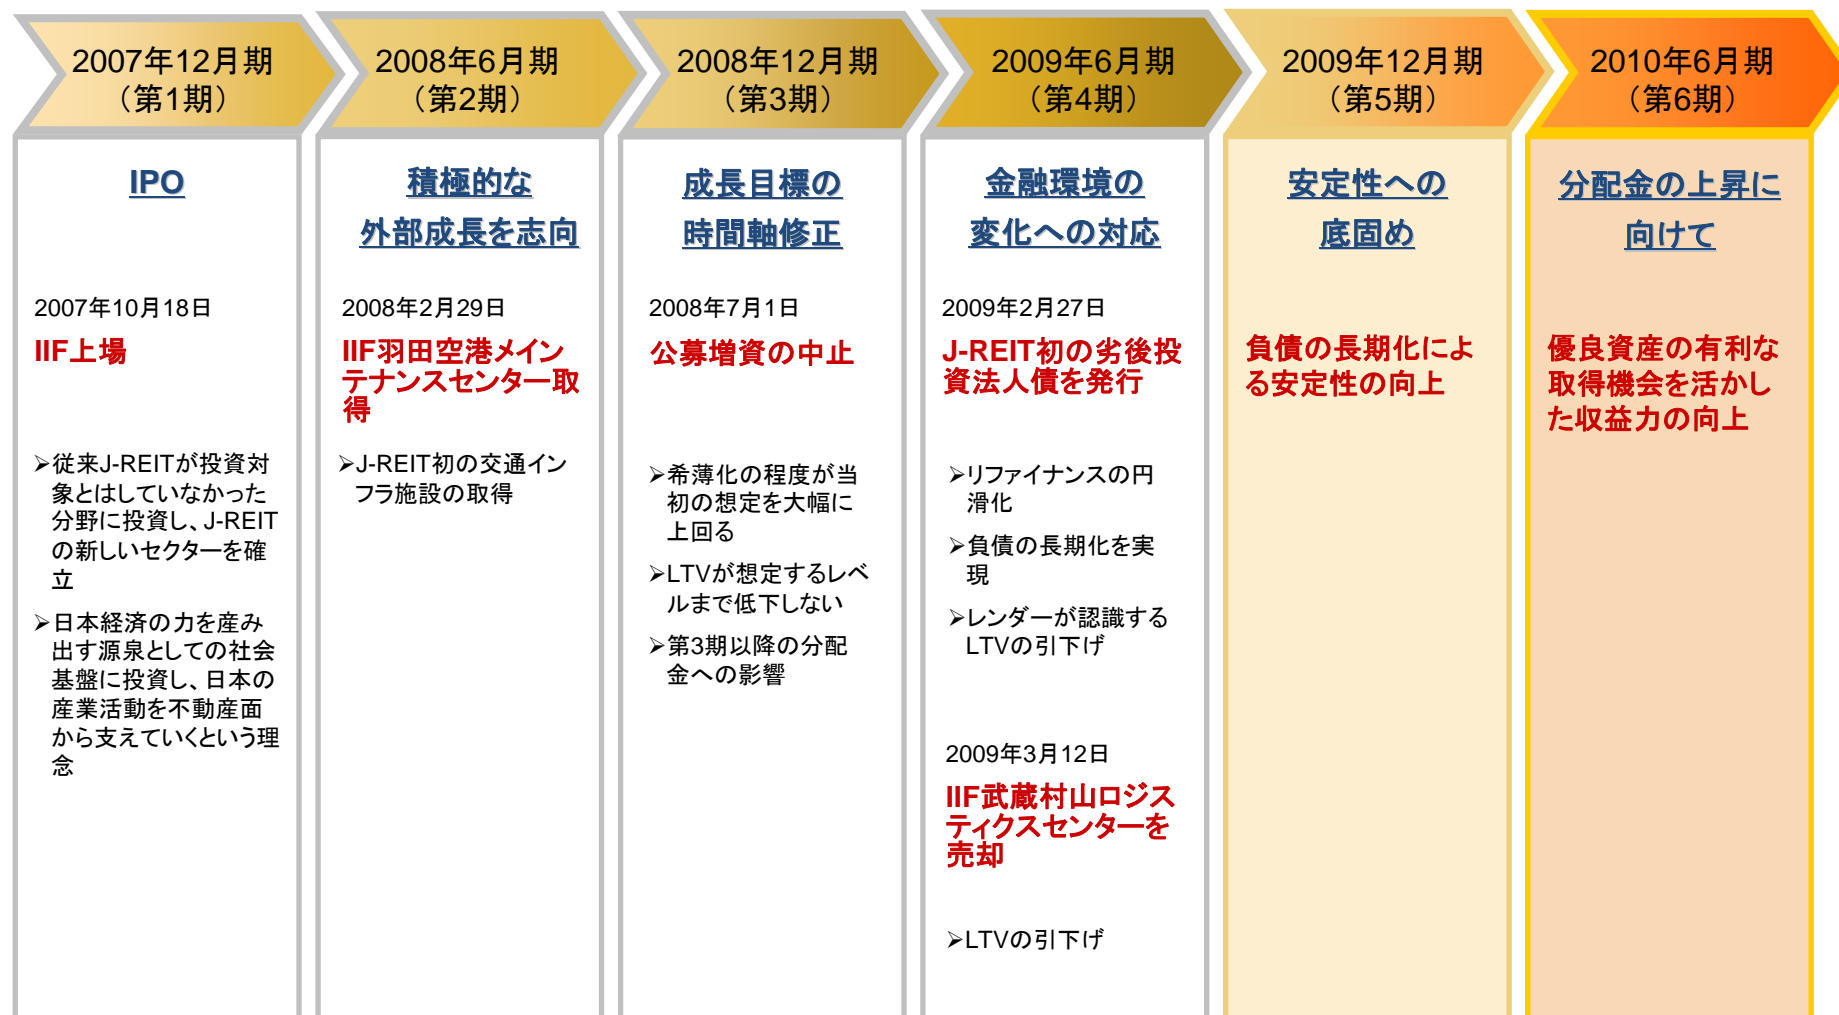 2007年12月期
（第1期）
IPO
2007年10月18日
IIF上場
➢従来J-REITが投資対
象とはしていなかった
分野に投資し、J-REIT
の新しいセクターを確
立
➢日本経済の力を産み
出す源泉としての社会
基盤に投資し、日本の
産業活動を不動産面
から支えていくという理
念
2008年6月期
（第2期）
積極的な
外部成長を志向
2008年2月29日
IIF羽田空港メイン
テナンスセンター取
得
➢J-REIT初の交通イン
フラ施設の取得
2008年12月期
（第3期）
成長目標の
時間軸修正
2008年7月1日
公募増資の中止
➢希薄化の程度が当
初の想定を大幅に
上回る
➢LTVが想定するレベ
ルまで低下しない
➢第3期以降の分配
金への影響
2009年6月期
（第4期）
金融環境の
変化への対応
2009年2月27日
J-REIT初の劣後投
資法人債を発行
➢リファイナンスの円
滑化
➢負債の長期化を実
現
➢レンダーが認識する
LTVの引下げ
2009年3月12日
IIF武蔵村山ロジス
ティクスセンターを
売却
➢LTVの引下げ
2009年12月期
（第5期）
安定性への
底固め
負債の長期化によ
る安定性の向上
2010年6月期
（第6期）
分配金の上昇に
向けて
優良資産の有利な
取得機会を活かし
た収益力の向上